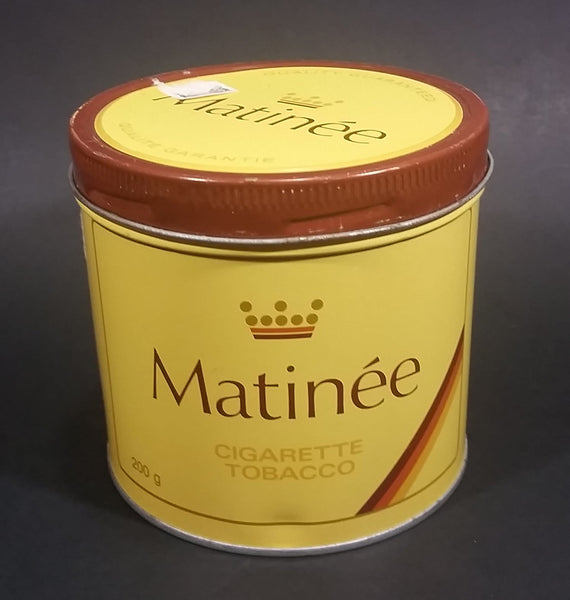 QUALITY GUARANTEED
Matinée
QUALITÉ GARANTIE
Matinée
CIGARETTE
TOBACCO
200 g